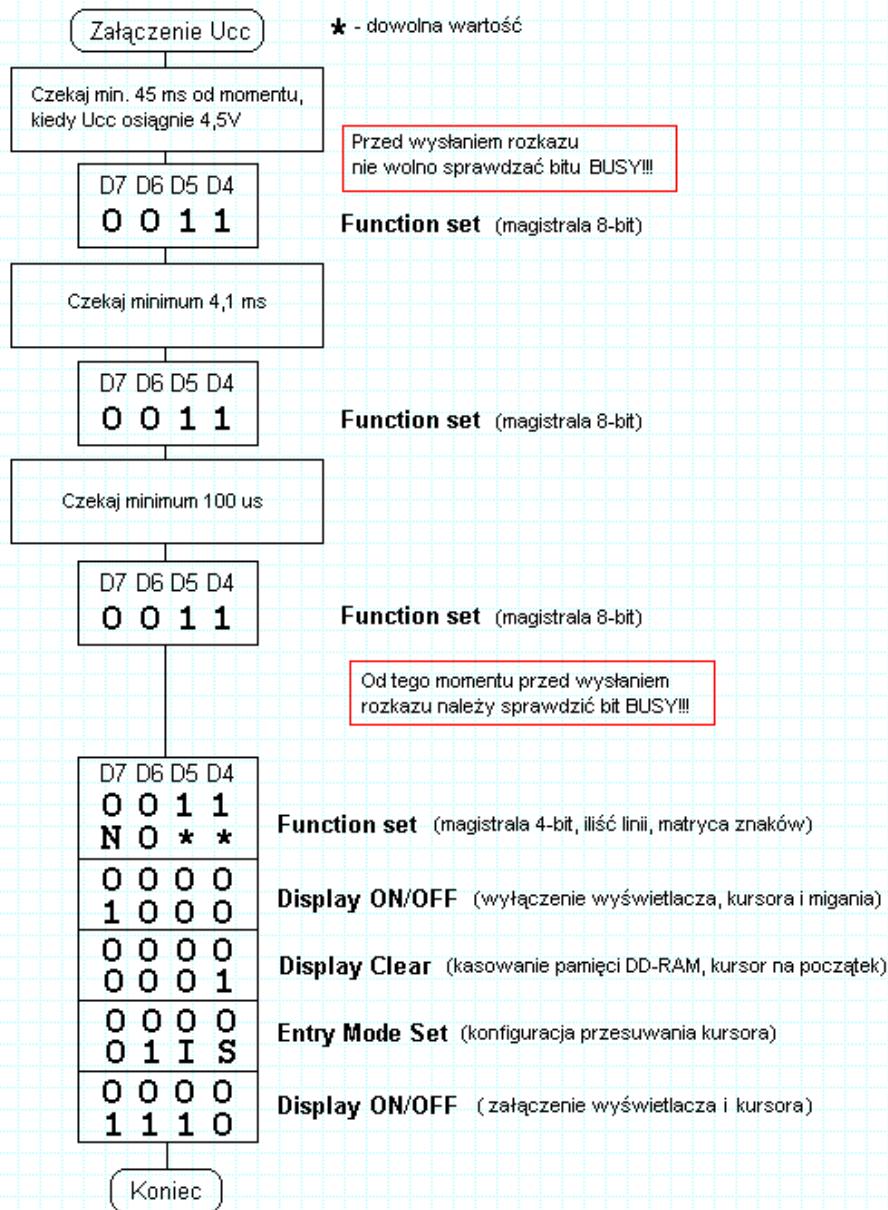 Załączenie Ucc
* - dowolna wartość
Czekaj min. 45 ms od momentu,
kiedy Ucc osiągnie 4,5V
Przed wysłaniem rozkazu
nie wolno sprawdzać bitu BUSY!!!
D7 D6 D5 D4
0 0 1 1
Function set (magistrala 8-bit)
Czekaj minimum 4,1 ms
D7 D6 D5 D4
0 0 1 1
Function set (magistrala 8-bit)
Czekaj minimum 100 us
D7 D6 D5 D4
0 0 1 1
Function set (magistrala 8-bit)
Od tego momentu przed wysłaniem
rozkazu należy sprawdzić bit BUSY!!!
D7 D6 D5 D4
0 0 1 1
N 0 * *
Function set (magistrala 4-bit, iliść linii, matryca znaków)
0 0 0 0
1 0 0 0
Display ON/OFF (wyłączenie wyświetlacza, kursora i migania)
0 0 0 0
0 0 0 1
Display Clear (kasowanie pamięci DD-RAM, kursor na początek)
0 0 0 0
0 1 I S
Entry Mode Set (konfiguracja przesuwania kursora)
0 0 0 0
1 1 1 0
Display ON/OFF ( załączenie wyświetlacza i kursora)
Koniec